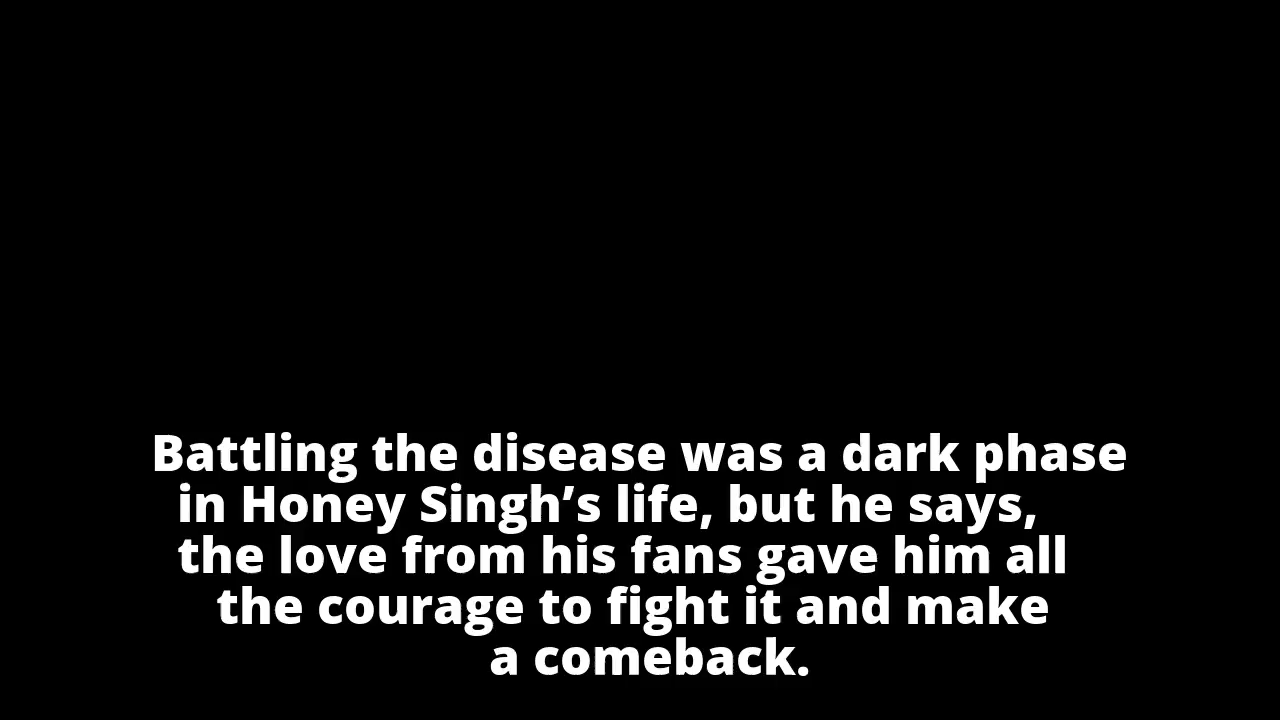 Battling the disease was a dark phase
in Honey Singh’s life, but he says,
the love from his fans gave him all
the courage to fight it and make
a comeback.